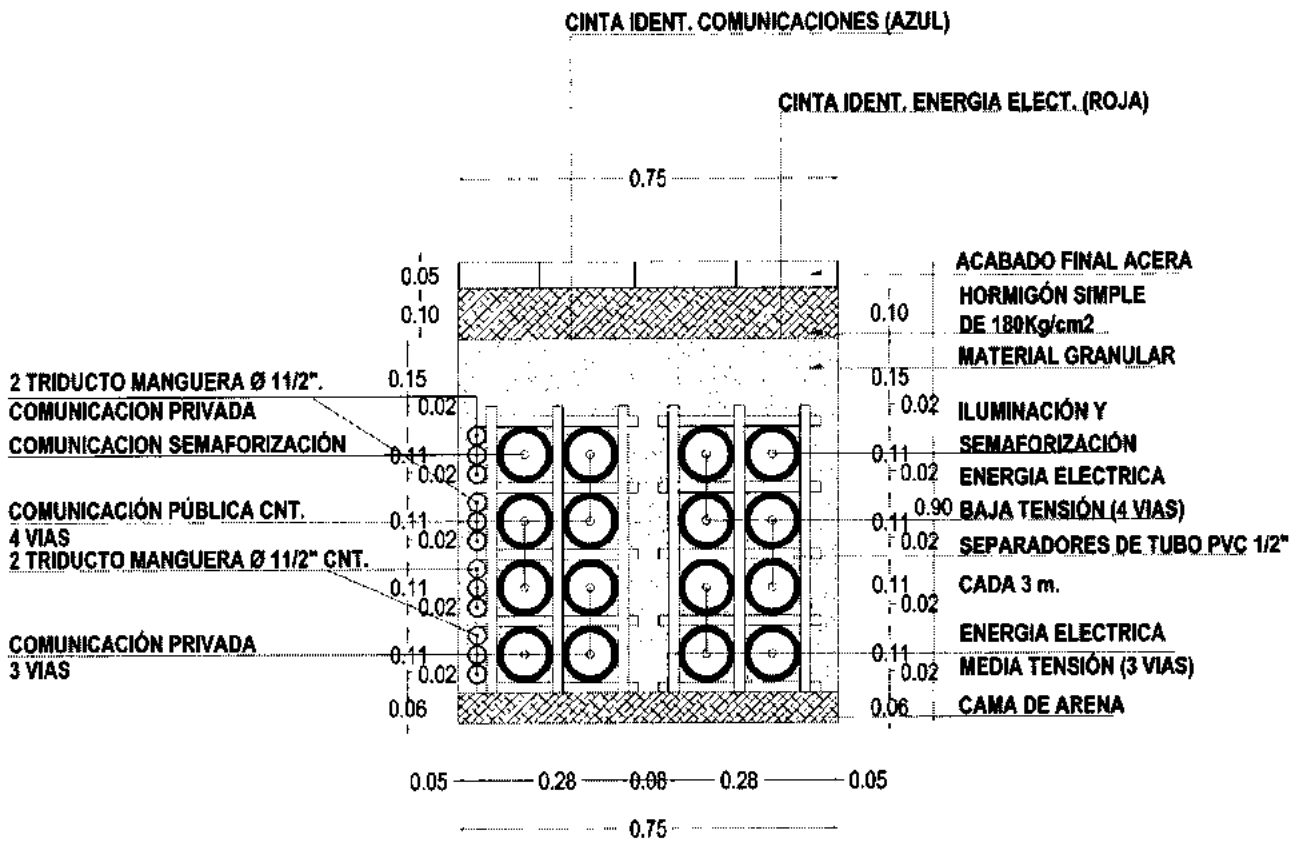 CINTA IDENT. COMUNICACIONES (AZUL)
CINTA IDENT. ENERGIA ELECT. (ROJA)
0.75
0.05
0.10
0.15
0.02
0.11
0.02
0.11
0.02
0.11
0.02
0.11
0.02
0.06
2 TRIDUCTO MANGUERA Ø 11/2".
COMUNICACION PRIVADA
COMUNICACION SEMAFORIZACIÓN
COMUNICACIÓN PÚBLICA CNT.
4 VIAS
2 TRIDUCTO MANGUERA Ø 11/2" CNT.
COMUNICACIÓN PRIVADA
3 VIAS
0.10
0.15
0.02
0.11
0.02
0.11
0.02
0.11
0.02
0.11
0.02
0.06
0.90
ACABADO FINAL ACERA
HORMIGÓN SIMPLE
DE 180Kg/cm2
MATERIAL GRANULAR
ILUMINACIÓN Y
SEMAFORIZACIÓN
ENERGIA ELECTRICA
BAJA TENSIÓN (4 VIAS)
SEPARADORES DE TUBO PVC 1/2"
CADA 3 m.
ENERGIA ELECTRICA
MEDIA TENSIÓN (3 VIAS)
CAMA DE ARENA
0.05 0.28 0.08 0.28 0.05
0.75